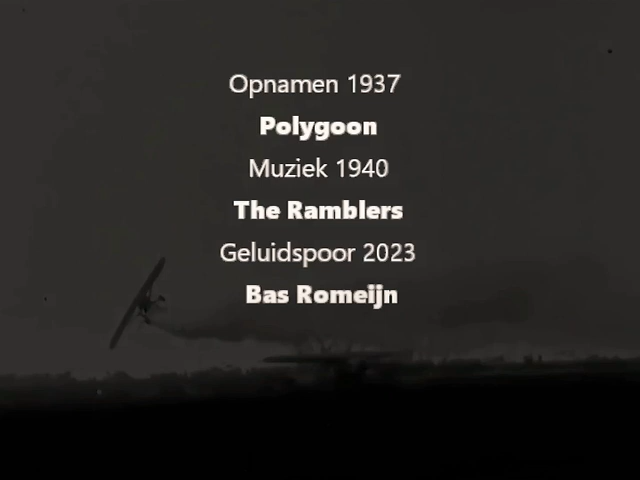 Opnamen 1937
Polygoon
Muziek 1940
The Ramblers
Geluidspoor 2023
Bas Romeijn